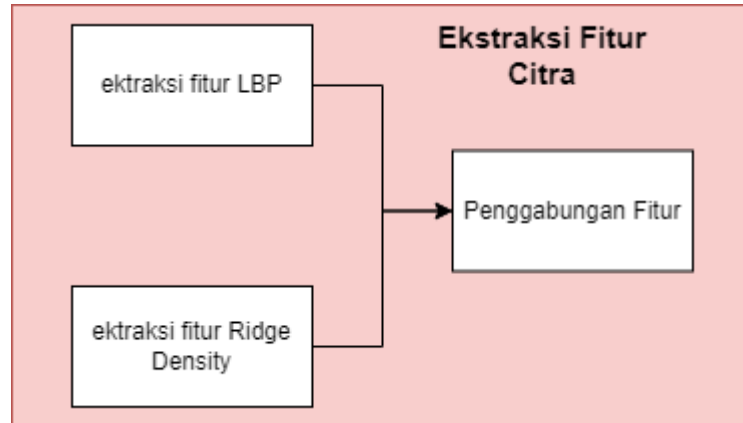 Ekstraksi Fitur
Citra
ektraksi fitur LBP
Penggabungan Fitur
ektraksi fitur Ridge
Density